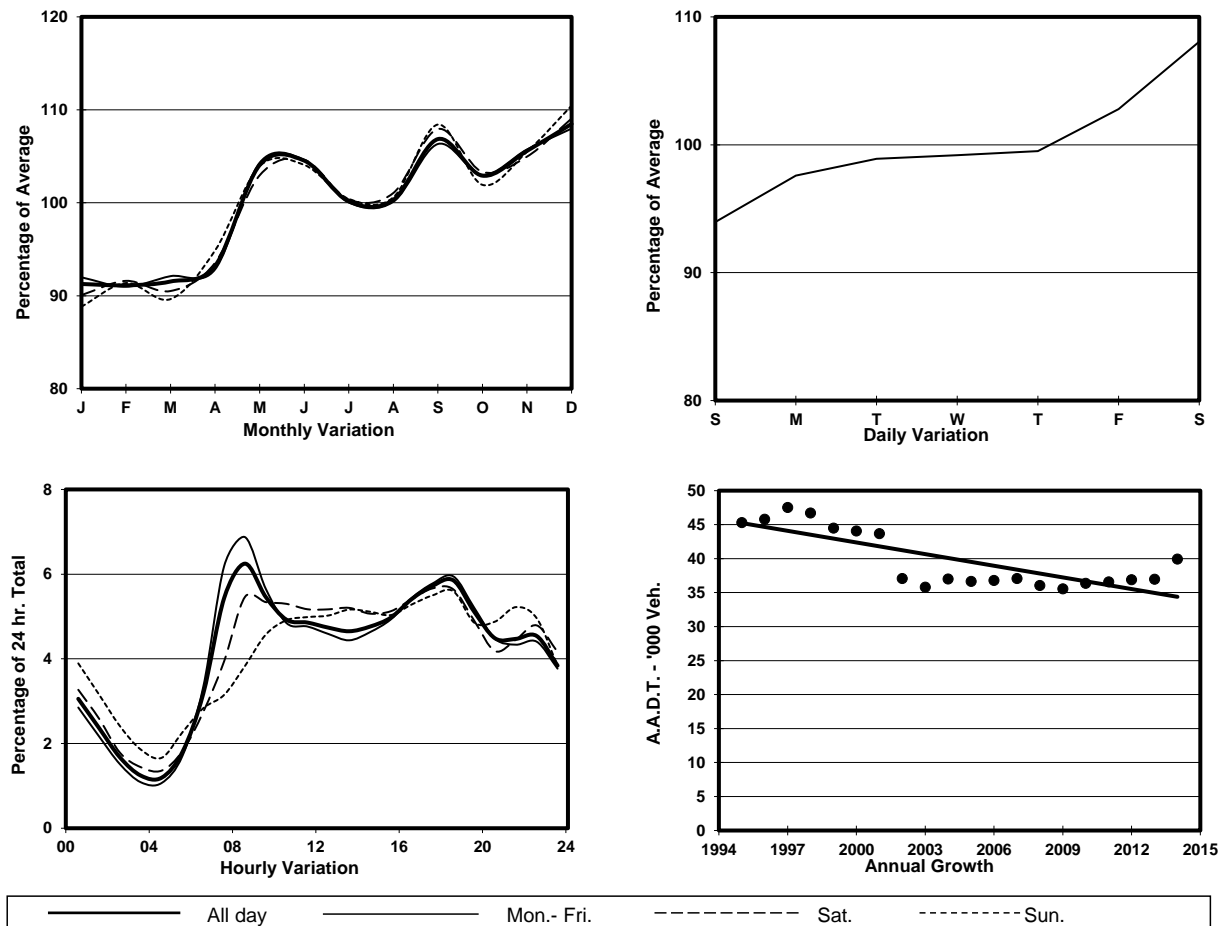 120
110
100
90
80
Percentage of Average
J F M A M J J A S O N D
Monthly Variation
110
100
90
80
Percentage of Average
S M T W T F S
Daily Variation
8
6
4
2
0
Percentage of 24 hr. Total
00 04 08 12 16 20 24
Hourly Variation
50
45
40
35
30
25
20
15
10
5
0
A.A.D.T. - '000 Veh.
1994 1997 2000 2003 2006 2009 2012 2015
Annual Growth
All day Mon.- Fri. Sat. Sun.